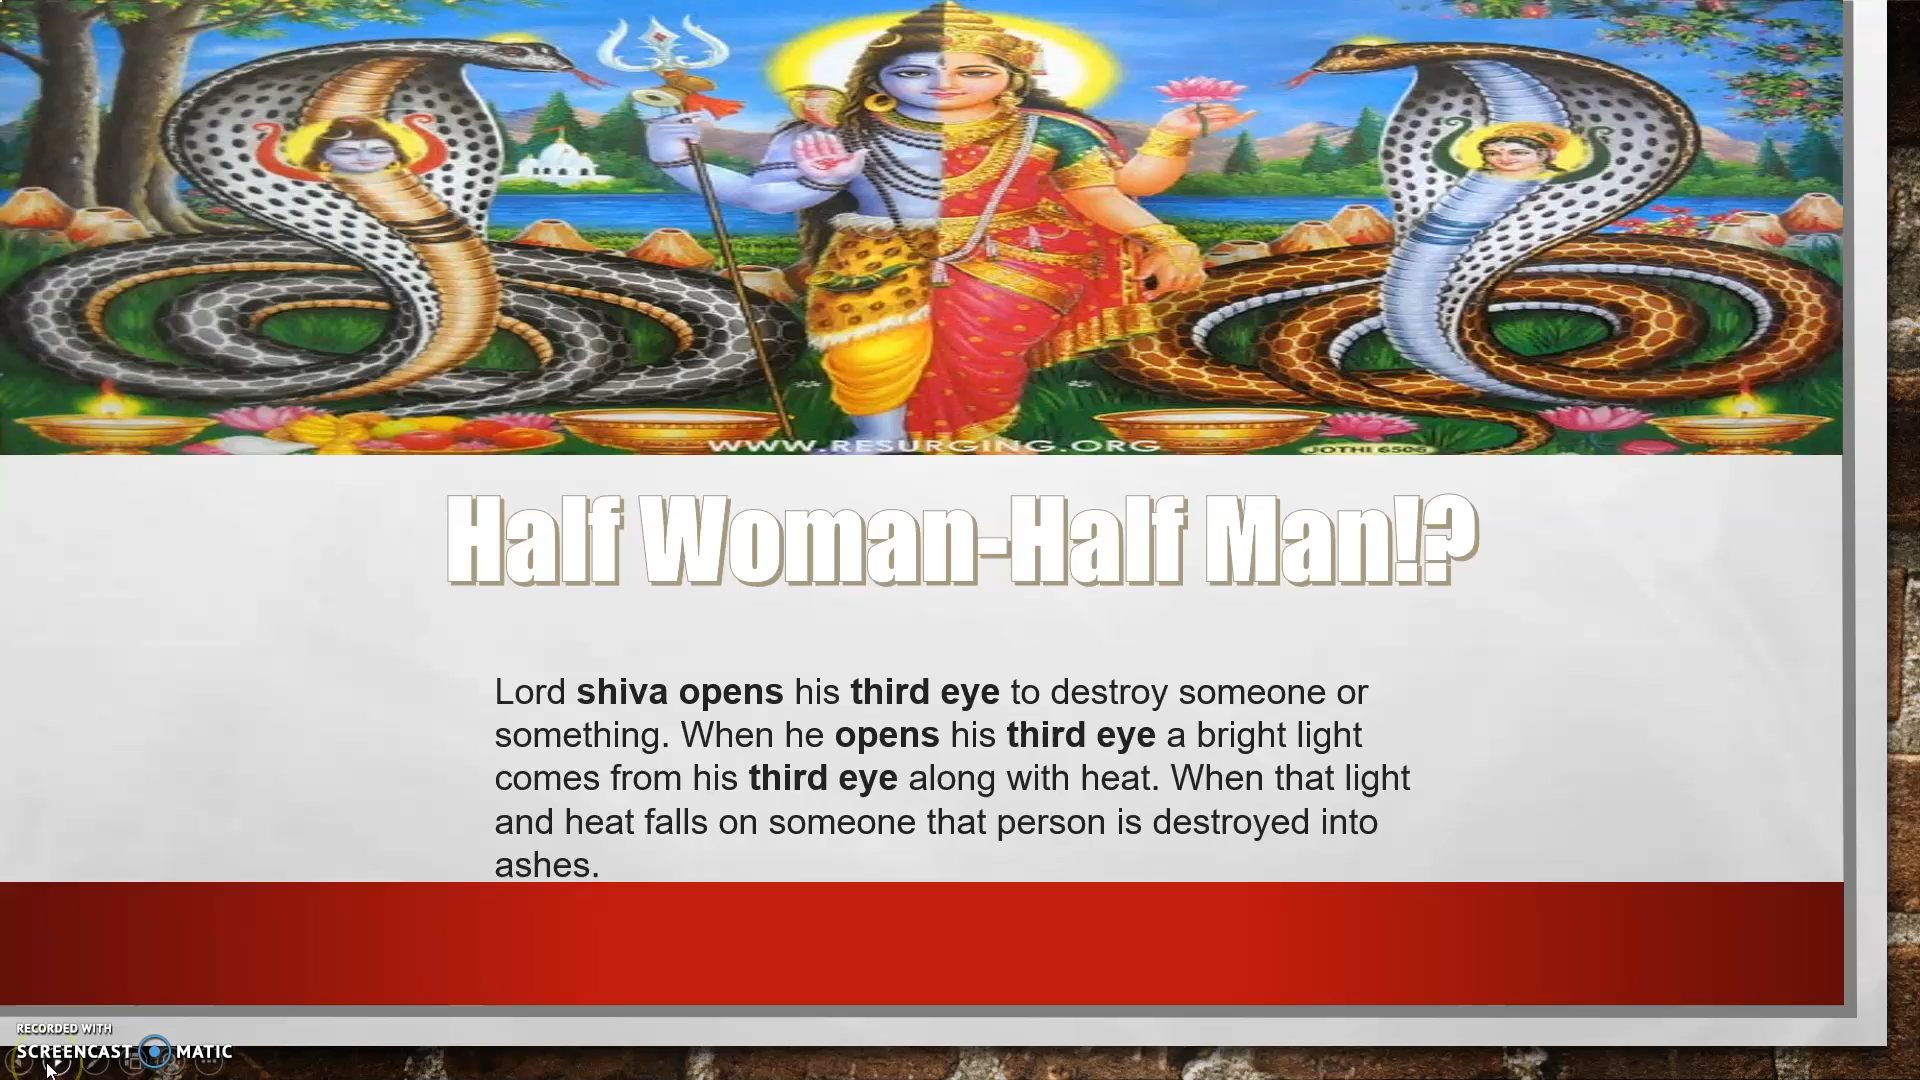 WWW.RESURGING.ORG
JOTHI 6506
Half Woman-Half Man!?
Lord shiva opens his third eye to destroy someone or
something. When he opens his third eye a bright light
comes from his third eye along with heat. When that light
and heat falls on someone that person is destroyed into
ashes.
RECORDED WITH
SCREENCAST MATIC